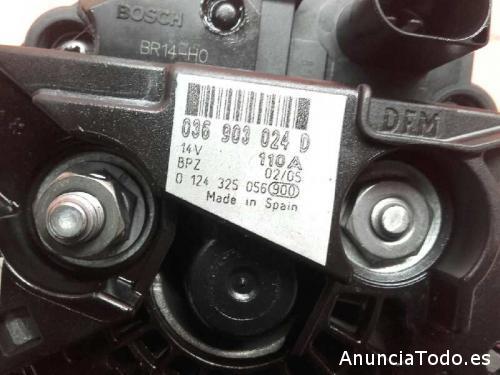 BOSCH
BR14-H0
DFM
036 903 024 D
14V 110A
BPZ 02/05
0 124 325 056 900
Made in Spain
AnunciaTodo.es